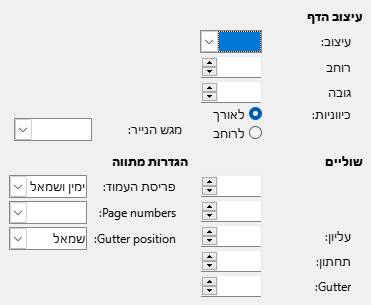 עיצוב הדף
עיצוב:
רוחב
גובה
כיווניות: לאורך
לרוחב
מגש הנייר:
שוליים
הגדרות מתווה
פריסת העמוד: ימין ושמאל
Page numbers:
עליון: Gutter position: שמאל
תחתון:
Gutter: